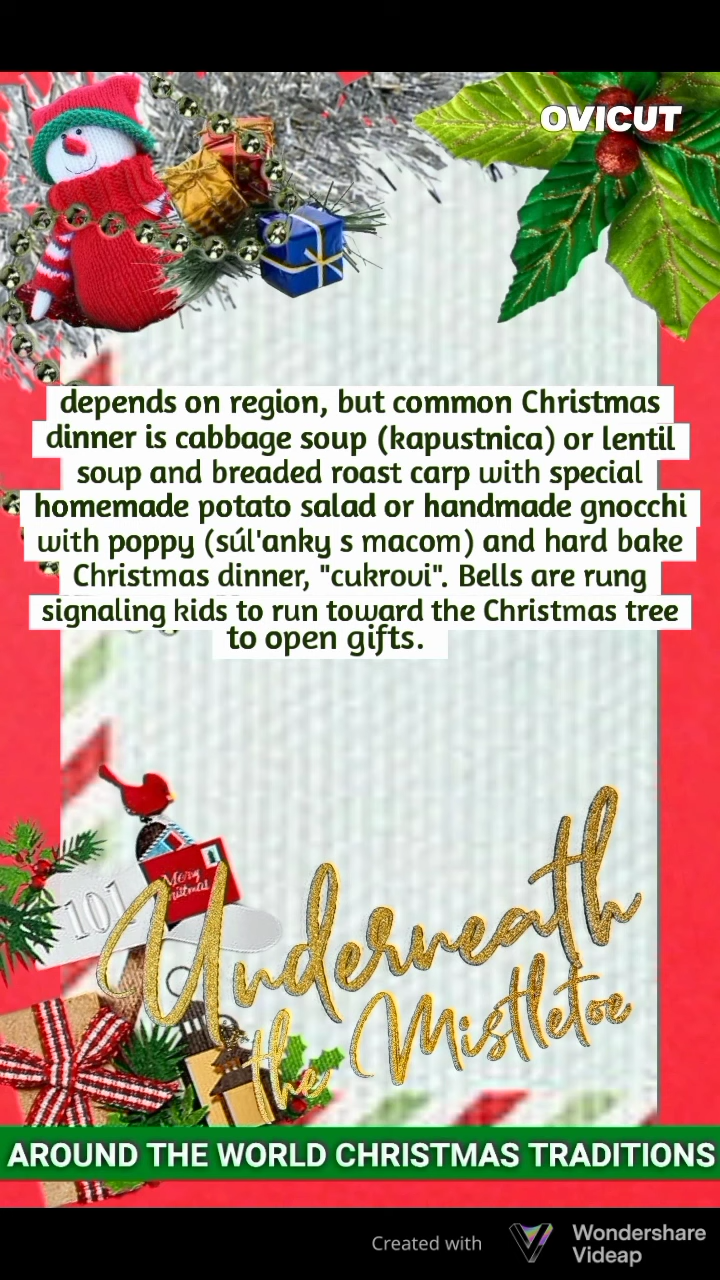 OVICUT
depends on region, but common Christmas
dinner is cabbage soup (kapustnica) or lentil
soup and breaded roast carp with special
homemade potato salad or handmade gnocchi
with poppy (súl'anky s macom) and hard bake
Christmas dinner, "cukroui". Bells are rung
signaling kids to run toward the Christmas tree
to open gifts.
Merry
Christmas
101
Underneath
the Mistletoe
AROUND THE WORLD CHRISTMAS TRADITIONS
Created with
Wondershare
Videap